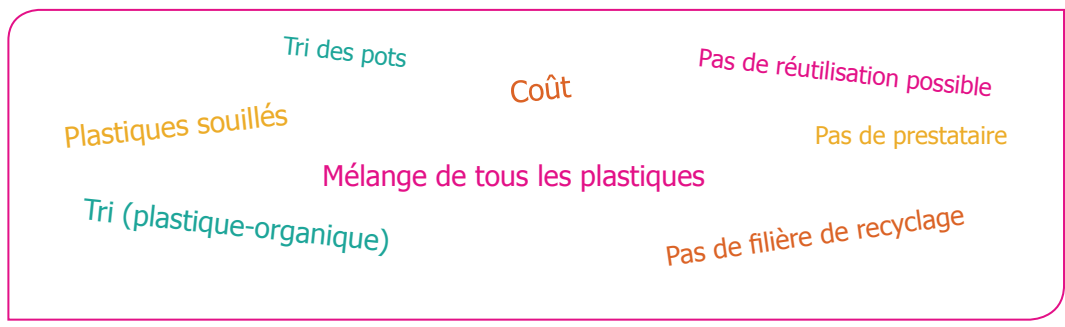 Tri des pots
Pas de réutilisation possible
Coût
Plastiques souillés
Pas de prestataire
Mélange de tous les plastiques
Tri (plastique-organique)
Pas de filière de recyclage